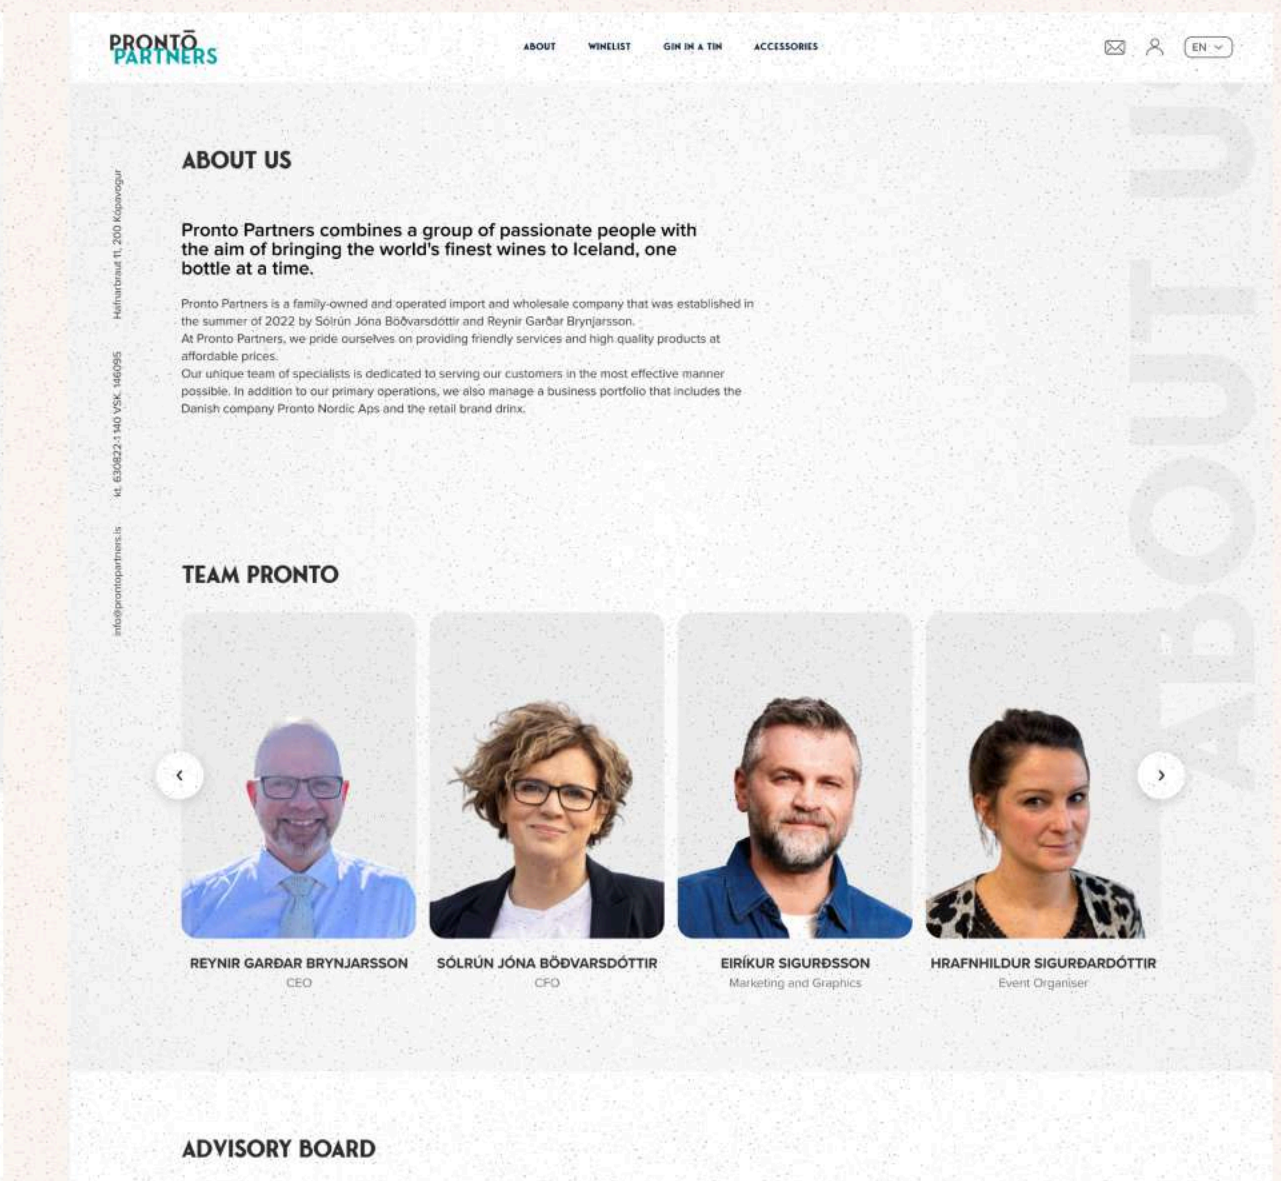 PRONTŌ
PARTNERS
ABOUT
WINELIST
GIN IN A TIN
ACCESSORIES
EN
ABOUT US
ABOUT US
Hafnarbraut 11, 200 Kópavogur
kt. 630822-1140 VSK. 146095
info@prontopartners.is
Pronto Partners combines a group of passionate people with
the aim of bringing the world's finest wines to Iceland, one
bottle at a time.
Pronto Partners is a family-owned and operated import and wholesale company that was established in
the summer of 2022 by Sólrún Jóna Böðvarsdóttir and Reynir Garðar Brynjarsson.
At Pronto Partners, we pride ourselves on providing friendly services and high quality products at
affordable prices.
Our unique team of specialists is dedicated to serving our customers in the most effective manner
possible. In addition to our primary operations, we also manage a business portfolio that includes the
Danish company Pronto Nordic Aps and the retail brand drinx.
TEAM PRONTO
REYNIR GARÐAR BRYNJARSSON
CEO
SÓLRÚN JÓNA BÖÐVARSDÓTTIR
CFO
EIRÍKUR SIGURÐSSON
Marketing and Graphics
HRAFNHILDUR SIGURÐARDÓTTIR
Event Organiser
ADVISORY BOARD